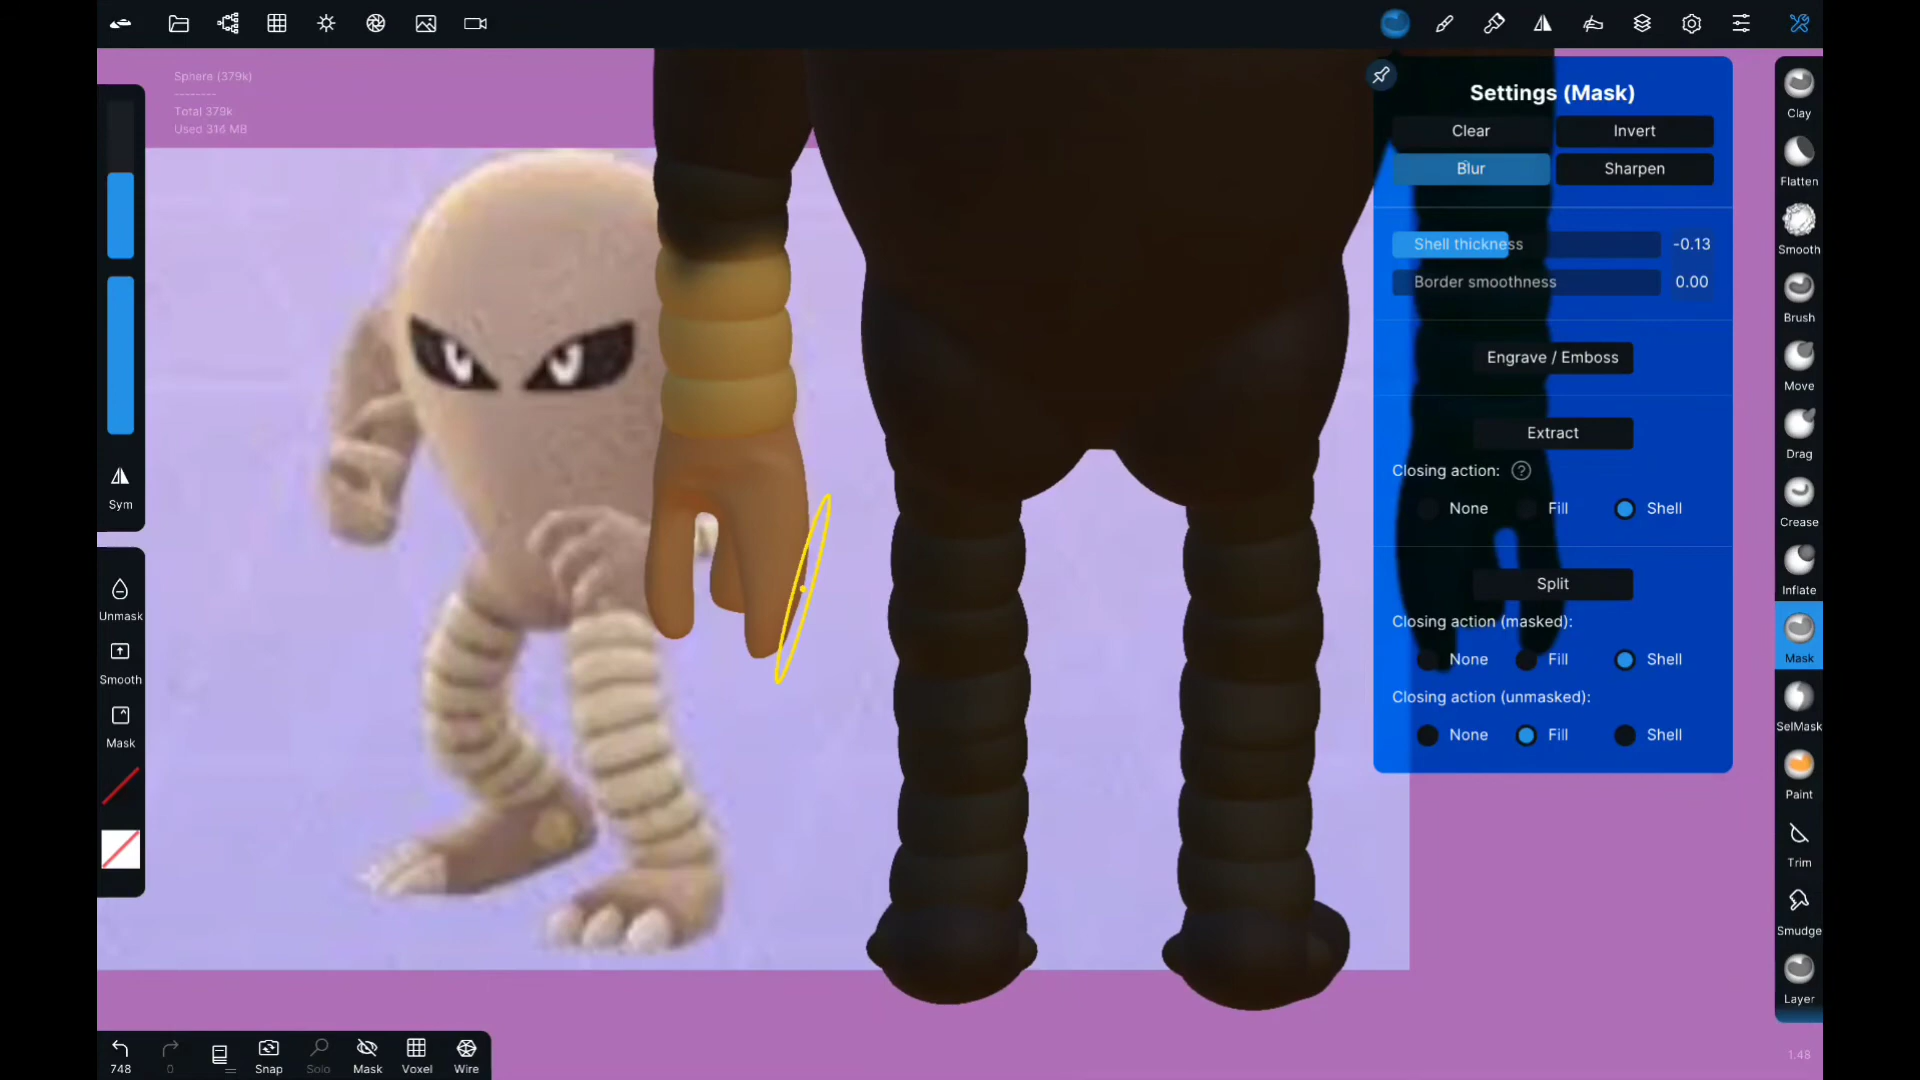 Sphere (379k)
--------
Total 379k
Used 314 MB
Sym
Unmask
Smooth
Mask
Settings (Mask)
Clear Invert
Blur Sharpen
Shell thickness -0.13
Border smoothness 0.00
Engrave / Emboss
Extract
Closing action: ?
None Fill Shell
Split
Closing action (masked):
None Fill Shell
Closing action (unmasked):
None Fill Shell
Clay
Flatten
Smooth
Brush
Move
Drag
Crease
Inflate
Mask
SelMask
Paint
Trim
Smudge
Layer
748 0 Snap Solo Mask Voxel Wire
1.48